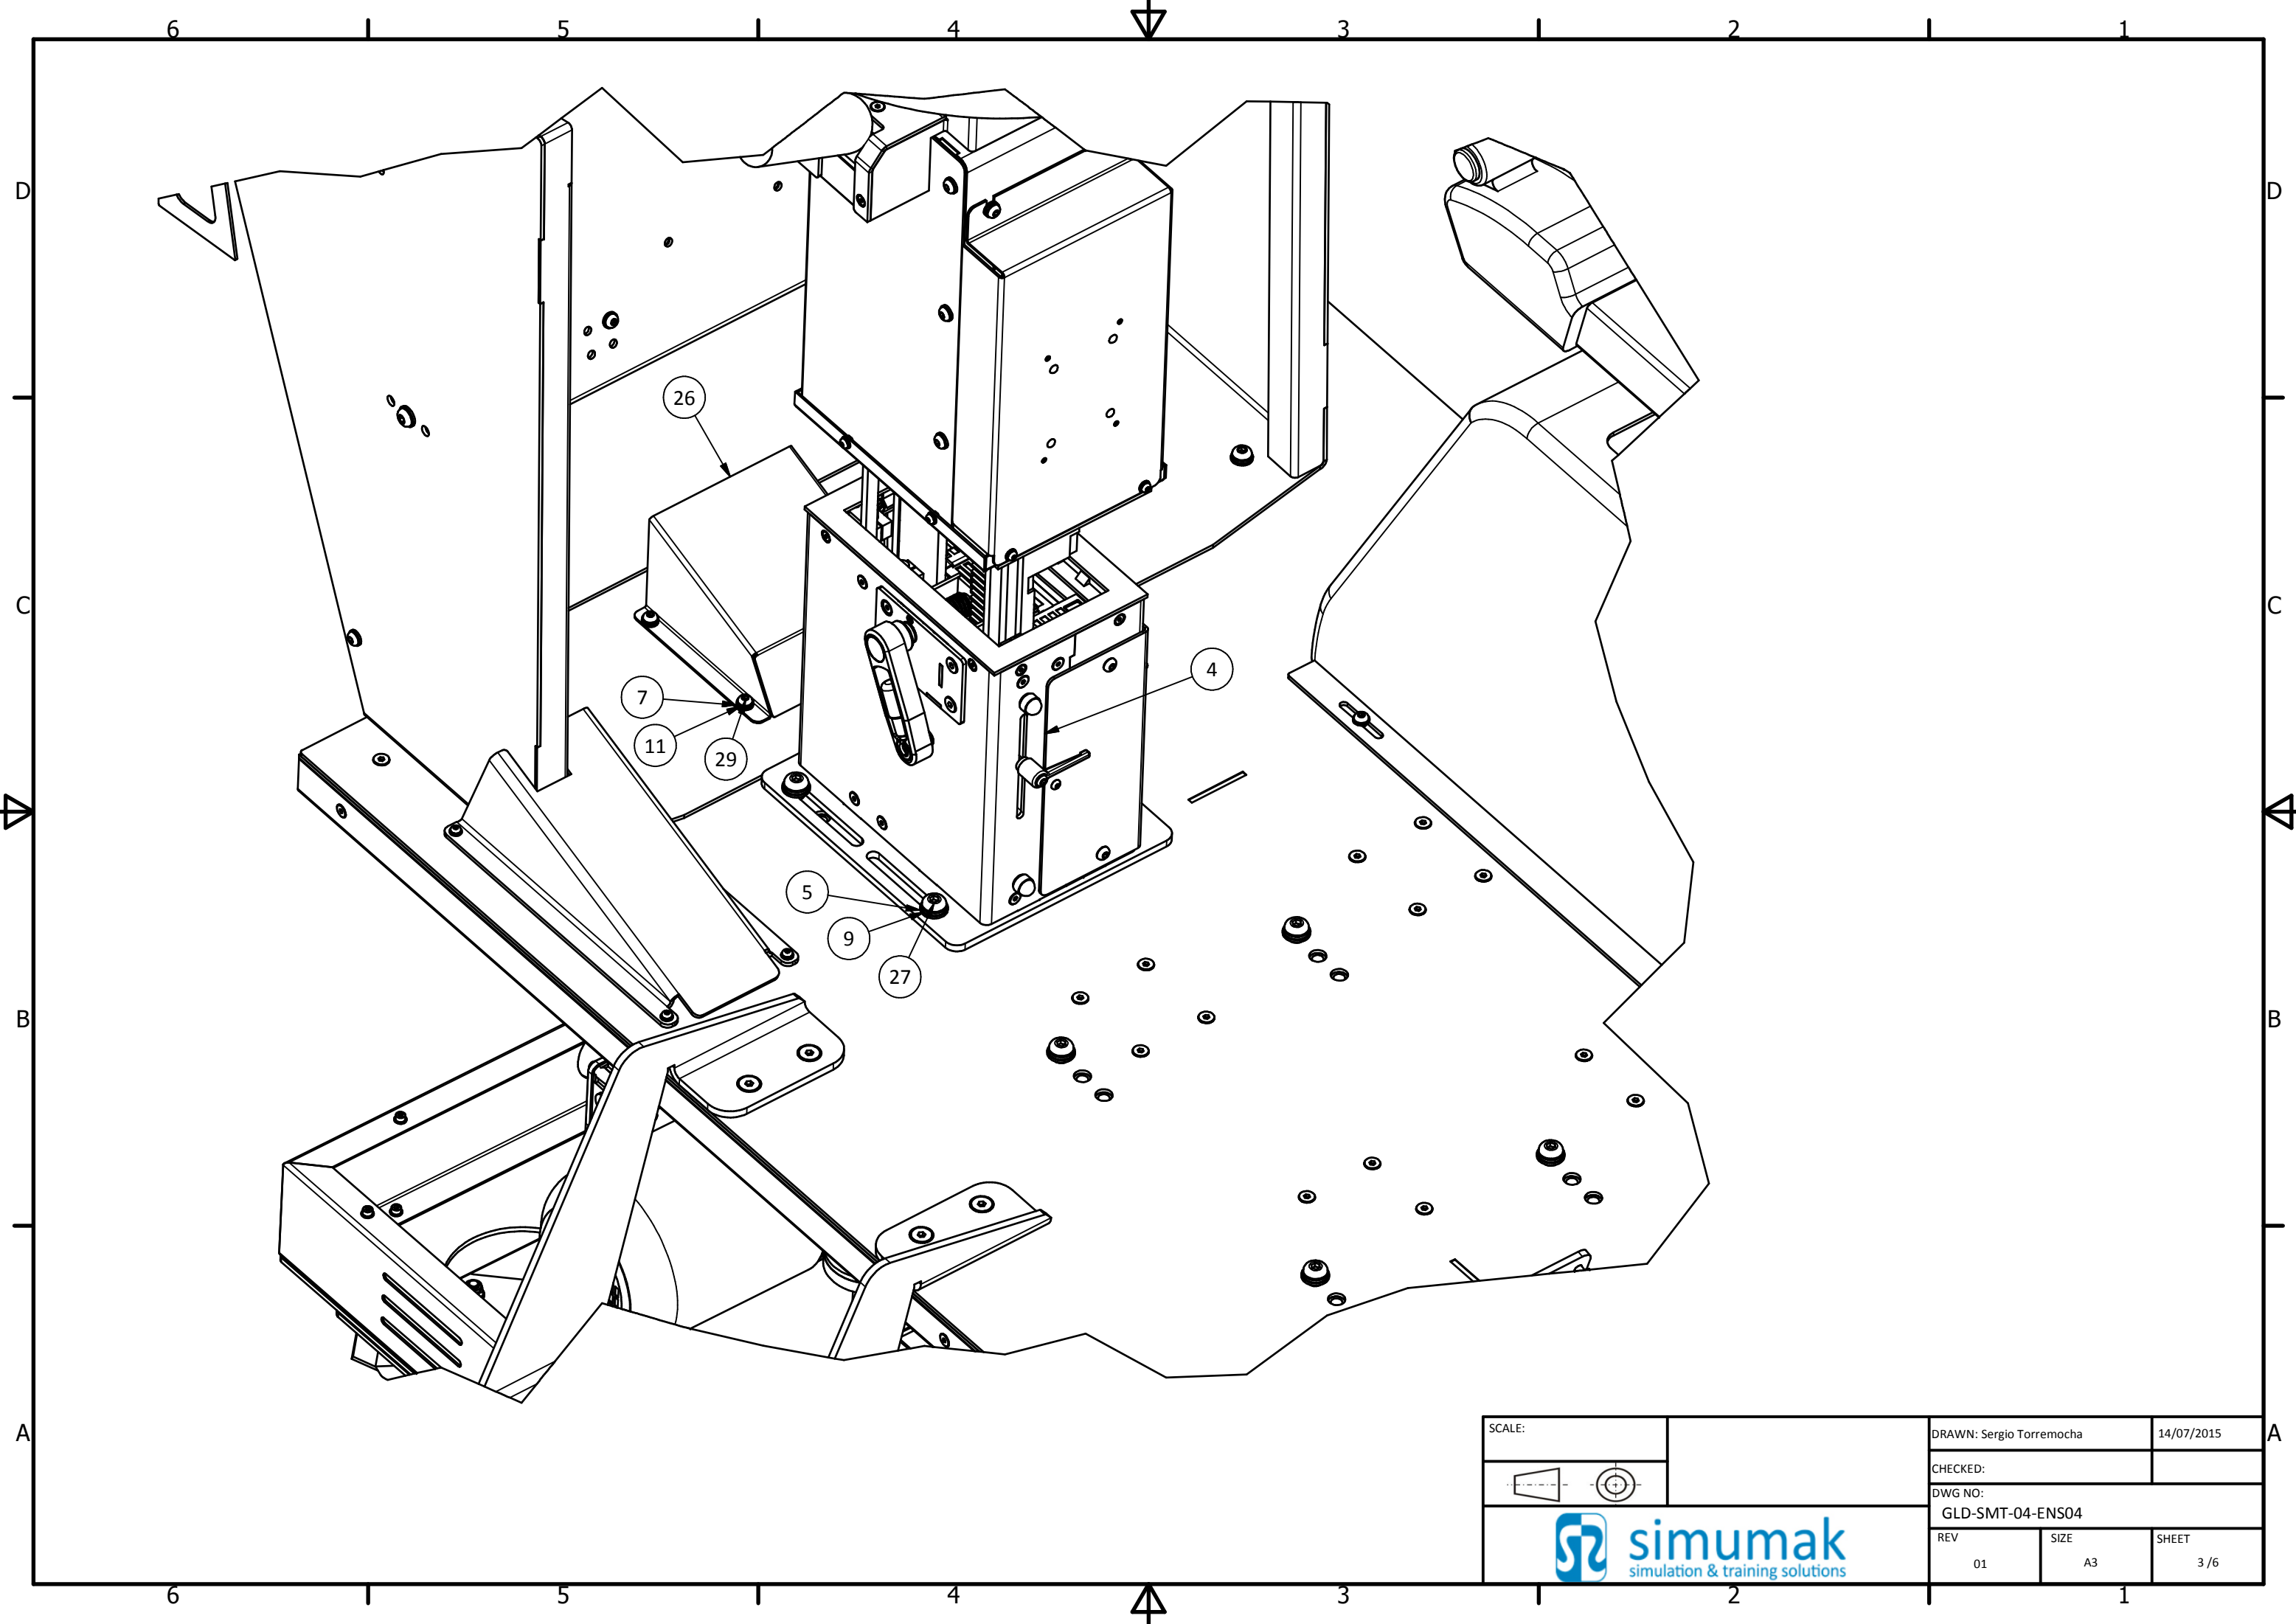 6 5 4 3 2 1
D D
26
C C
4
7
11
29
5
9
27
B B
A A
SCALE:
DRAWN: Sergio Torremocha 14/07/2015
CHECKED:
DWG NO:
GLD-SMT-04-ENS04
REV SIZE SHEET
01 A3 3 /6
simumak
simulation & training solutions
6 5 4 3 2 1